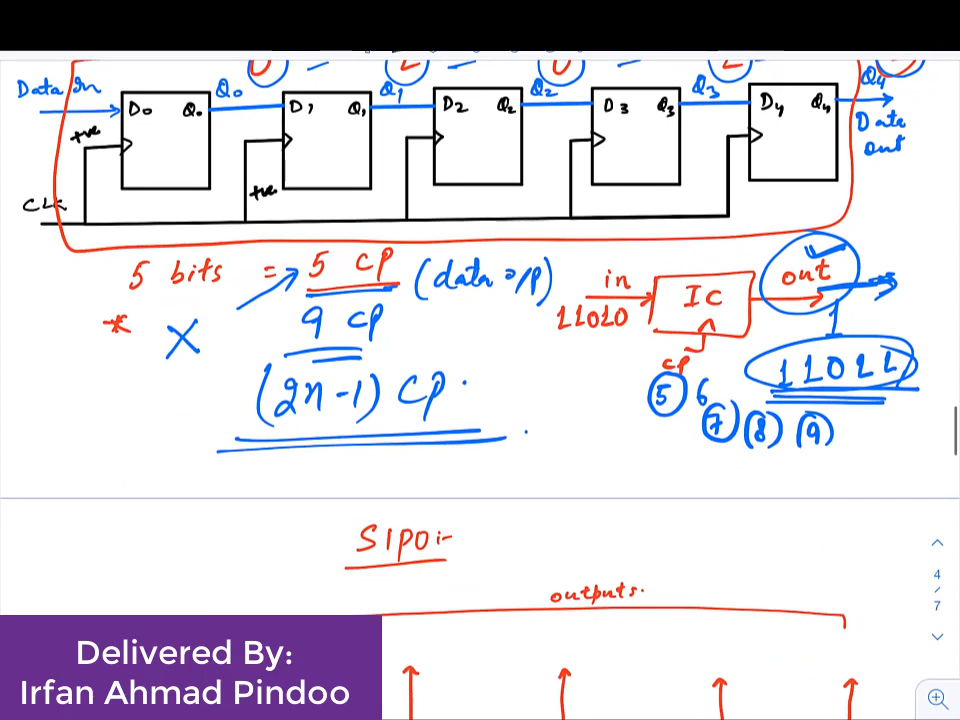 Data In
D0 Q0 Q0 D1 Q1 Q1 D2 Q2 Q2 D3 Q3 Q3 D4 Q4 Q4
Data
out
+ve
+ve
CLK
5 bits = 5 CP (data o/p)
* X 9 CP
(2n-1) CP.
in
11010
IC
out
CP
1
11011
5 6
7 8 9
SIPO:-
outputs.
4
/
7
Delivered By:
Irfan Ahmad Pindoo